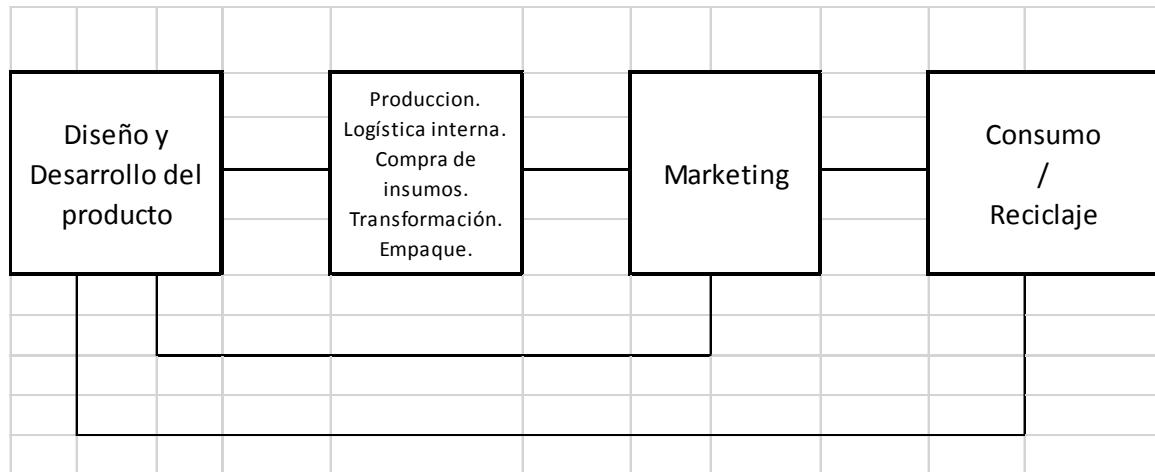 Diseño y
Desarrollo del
producto
Produccion.
Logística interna.
Compra de
insumos.
Transformación.
Empaque.
Marketing
Consumo
/
Reciclaje